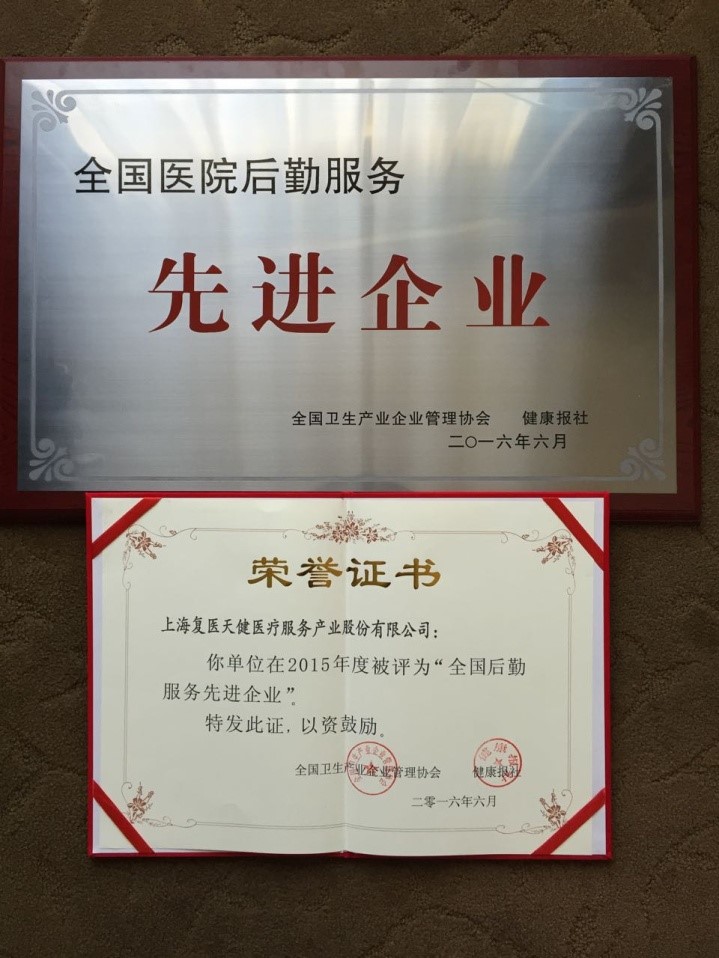 全国医院后勤服务
先进企业
全国卫生产业企业管理协会 健康报社
二〇一六年六月
荣誉证书
上海复医天健医疗服务产业股份有限公司：
你单位在2015年度被评为“全国后勤
服务先进企业”。
特发此证，以资鼓励。
全国卫生产业企业管理协会 健康报社
二零一六年六月